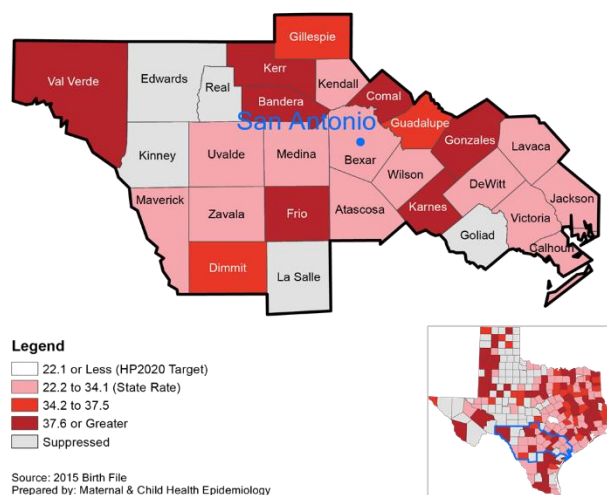 Gillespie
Val Verde
Edwards
Real
Kerr
Kendall
Bandera
Comal
San Antonio
Guadalupe
Gonzales
Lavaca
Kinney
Uvalde
Medina
Bexar
Wilson
DeWitt
Jackson
Maverick
Zavala
Frio
Atascosa
Karnes
Victoria
Goliad
Calhoun
Dimmit
La Salle
Legend
22.1 or Less (HP2020 Target)
22.2 to 34.1 (State Rate)
34.2 to 37.5
37.6 or Greater
Suppressed
Source: 2015 Birth File
Prepared by: Maternal & Child Health Epidemiology